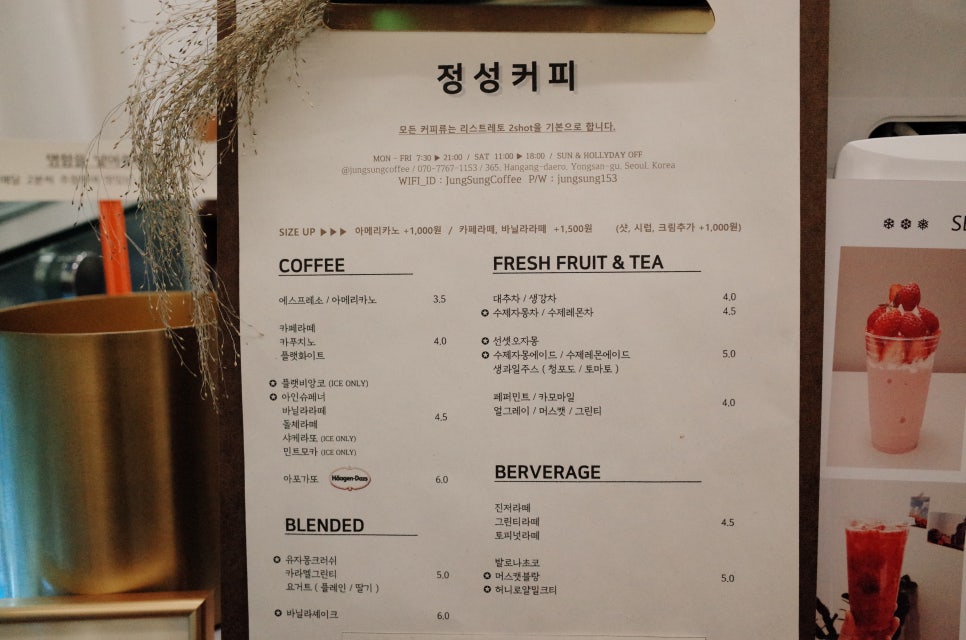 정성커피
모든 커피류는 리스트레토 2shot을 기본으로 합니다.
MON - FRI 7:30 ▶ 21:00 / SAT 11:00 ▶ 18:00 / SUN & HOLLYDAY OFF
@jungsungcoffee / 070-7767-1153 / 365, Hangang-daero, Yongsan-gu, Seoul, Korea
WIFI_ID : JungSungCoffee P/W : jungsung153
SIZE UP ▶ ▶ ▶ 아메리카노 +1,000원 / 카페라떼, 바닐라라떼 +1,500원 (샷, 시럽, 크림추가 +1,000원)
COFFEE
에스프레소 / 아메리카노 3.5
카페라떼
카푸치노 4.0
플랫화이트
✪ 플랫비앙코 (ICE ONLY)
✪ 아인슈페너
바닐라라떼 4.5
돌체라떼
샤케라또 (ICE ONLY)
민트모카 (ICE ONLY)
아포가또 Häagen-Dazs 6.0
BLENDED
✪ 유자몽크러쉬
카라멜그린티 5.0
요거트 ( 플레인 / 딸기 )
✪ 바닐라쉐이크 6.0
FRESH FRUIT & TEA
대추차 / 생강차 4.0
✪ 수제자몽차 / 수제레몬차 4.5
✪ 선셋오자몽
✪ 수제자몽에이드 / 수제레몬에이드 5.0
생과일주스 ( 청포도 / 토마토 )
페퍼민트 / 카모마일 4.0
얼그레이 / 머스캣 / 그린티
BERVERAGE
진저라떼
그린티라떼 4.5
토피넛라떼
발로나초코
✪ 머스캣블랑 5.0
✪ 허니로얄밀크티